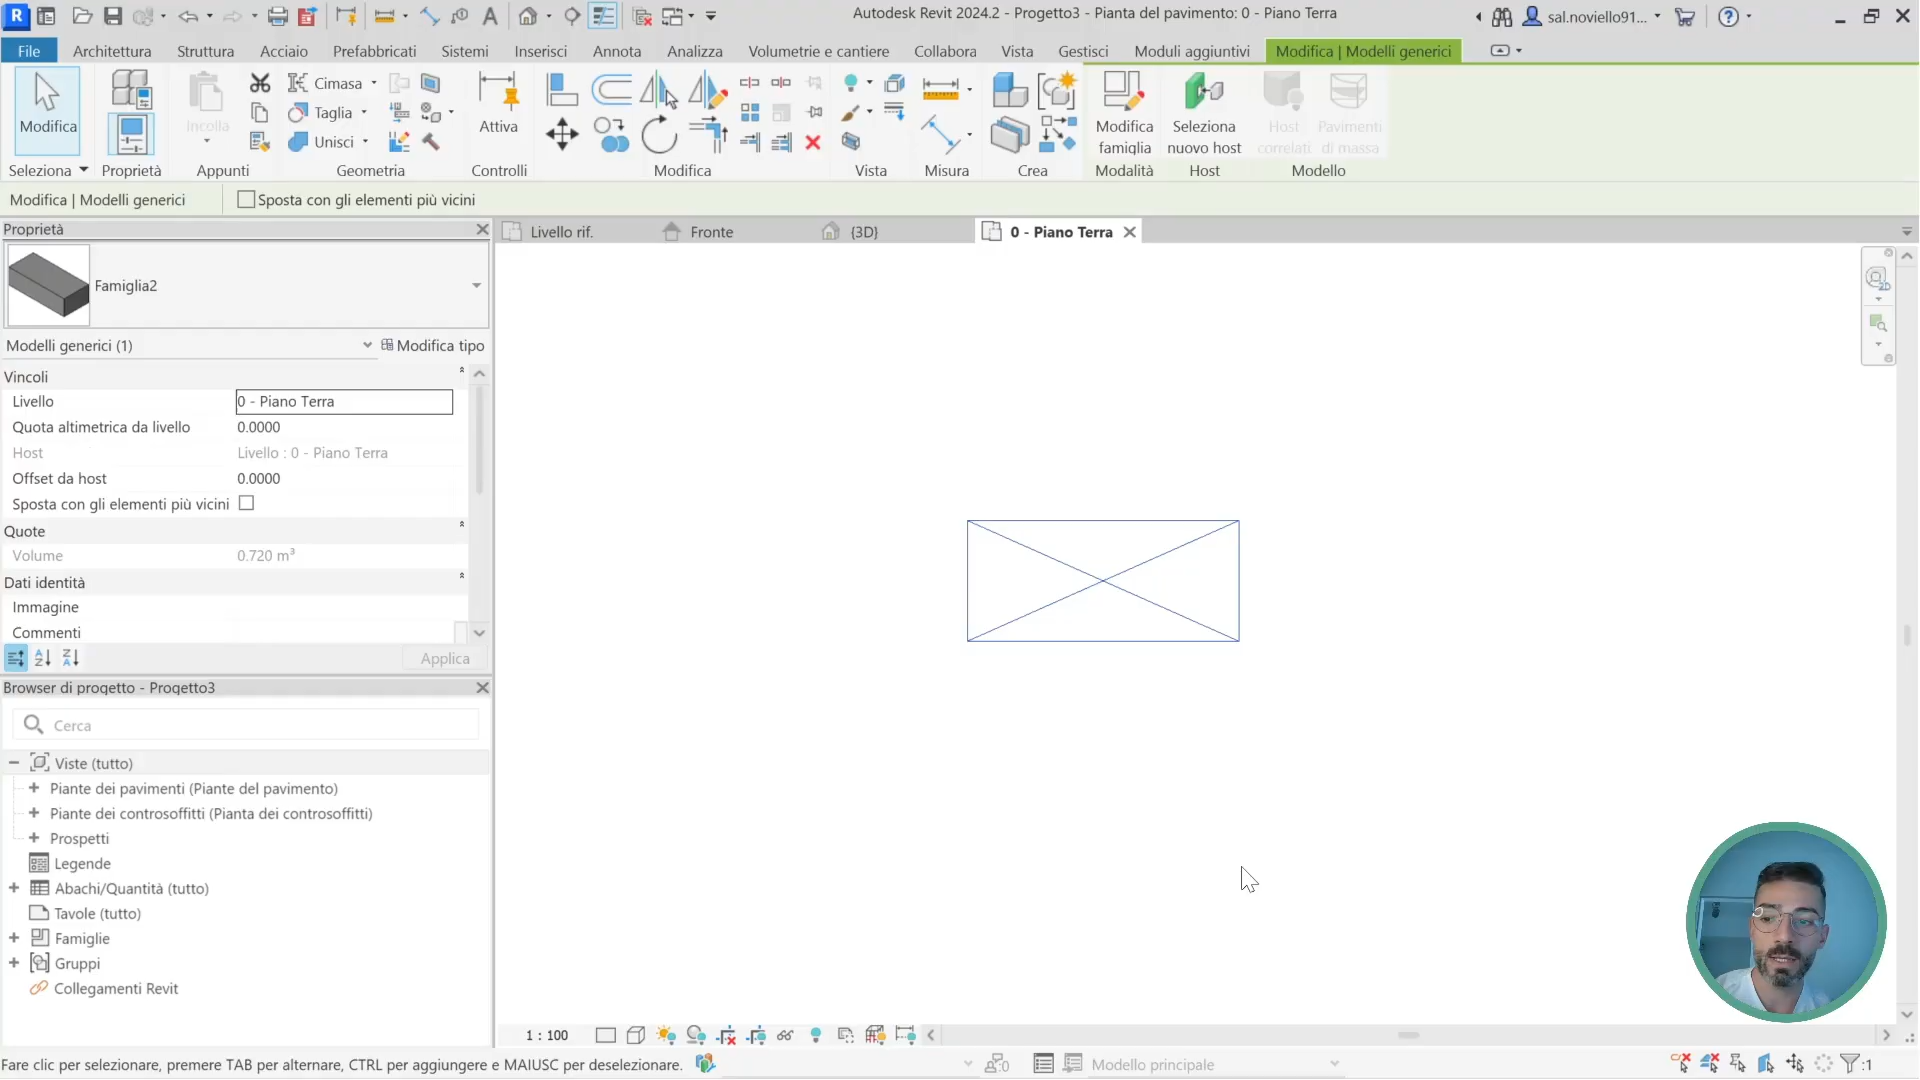 Autodesk Revit 2024.2 - Progetto3 - Pianta del pavimento: 0 - Piano Terra
sal.noviello91...
File Architettura Struttura Acciaio Prefabbricati Sistemi Inserisci Annota Analizza Volumetrie e cantiere Collabora Vista Gestisci Moduli aggiuntivi Modifica | Modelli generici
Cimasa
Taglia
Unisci
Modifica
Incolla
Attiva
Modifica famiglia
Seleziona nuovo host
Host correlati
Pavimenti di massa
Seleziona Proprietà Appunti Geometria Controlli Modifica Vista Misura Crea Modalità Host Modello
Modifica | Modelli generici Sposta con gli elementi più vicini
Proprietà
Livello rif. Fronte {3D} 0 - Piano Terra
Famiglia2
Modelli generici (1) Modifica tipo
Vincoli
Livello 0 - Piano Terra
Quota altimetrica da livello 0.0000
Host Livello : 0 - Piano Terra
Offset da host 0.0000
Sposta con gli elementi più vicini
Quote
Volume 0.720 m³
Dati identità
Immagine
Commenti
Applica
Browser di progetto - Progetto3
Cerca
Viste (tutto)
Piante dei pavimenti (Piante del pavimento)
Piante dei controsoffitti (Pianta dei controsoffitti)
Prospetti
Legende
Abachi/Quantità (tutto)
Tavole (tutto)
Famiglie
Gruppi
Collegamenti Revit
1 : 100
Fare clic per selezionare, premere TAB per alternare, CTRL per aggiungere e MAIUSC per deselezionare. :0 Modello principale :1